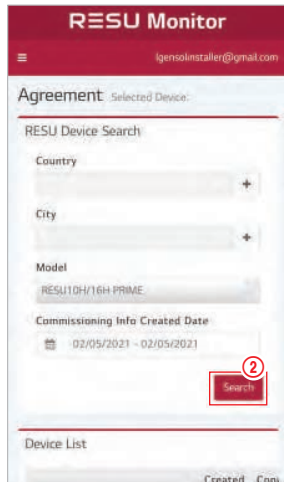 RESU Monitor
≡ lgensolinstaller@gmail.com
Agreement Selected Device:
RESU Device Search
Country
+
City
+
Model
RESU10H/16H PRIME
Commissioning Info Created Date
02/05/2021 - 02/05/2021
②
Search
Device List
Created